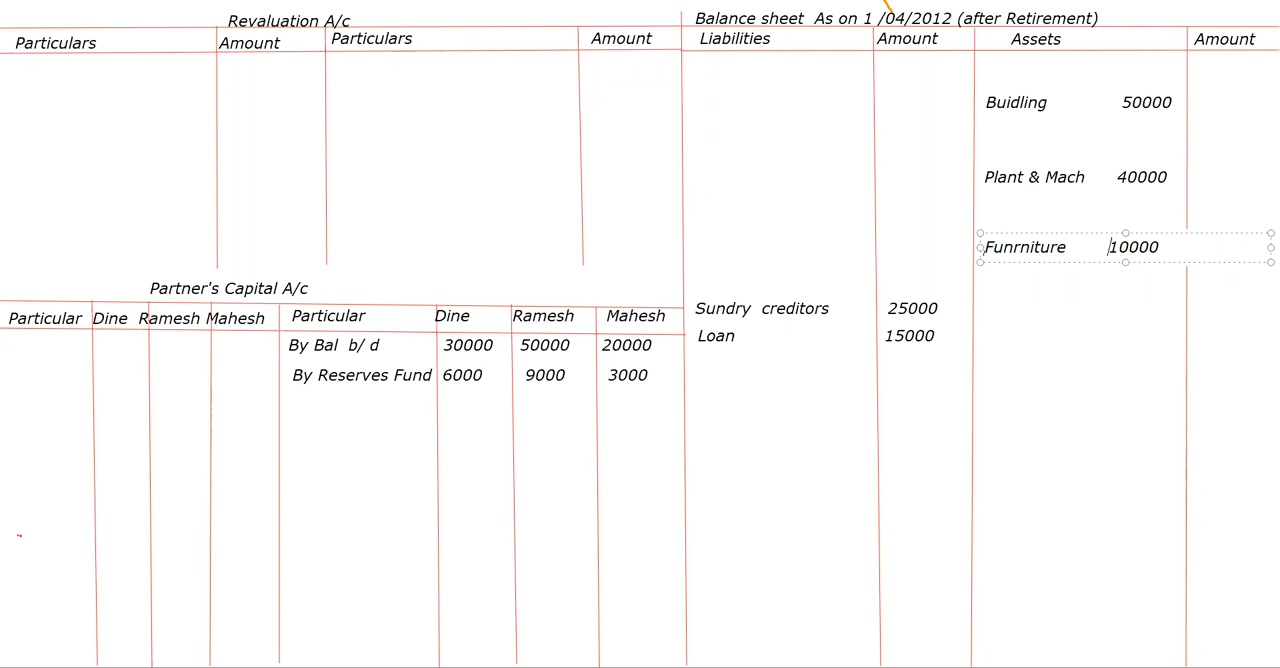 Revaluation A/c
Particulars Amount Particulars Amount
Partner's Capital A/c
Particular Dine Ramesh Mahesh Particular Dine Ramesh Mahesh
By Bal b/ d 30000 50000 20000
By Reserves Fund 6000 9000 3000
Balance sheet As on 1 /04/2012 (after Retirement)
Liabilities Amount Assets Amount
Buidling 50000
Plant & Mach 40000
Funrniture 10000
Sundry creditors 25000
Loan 15000